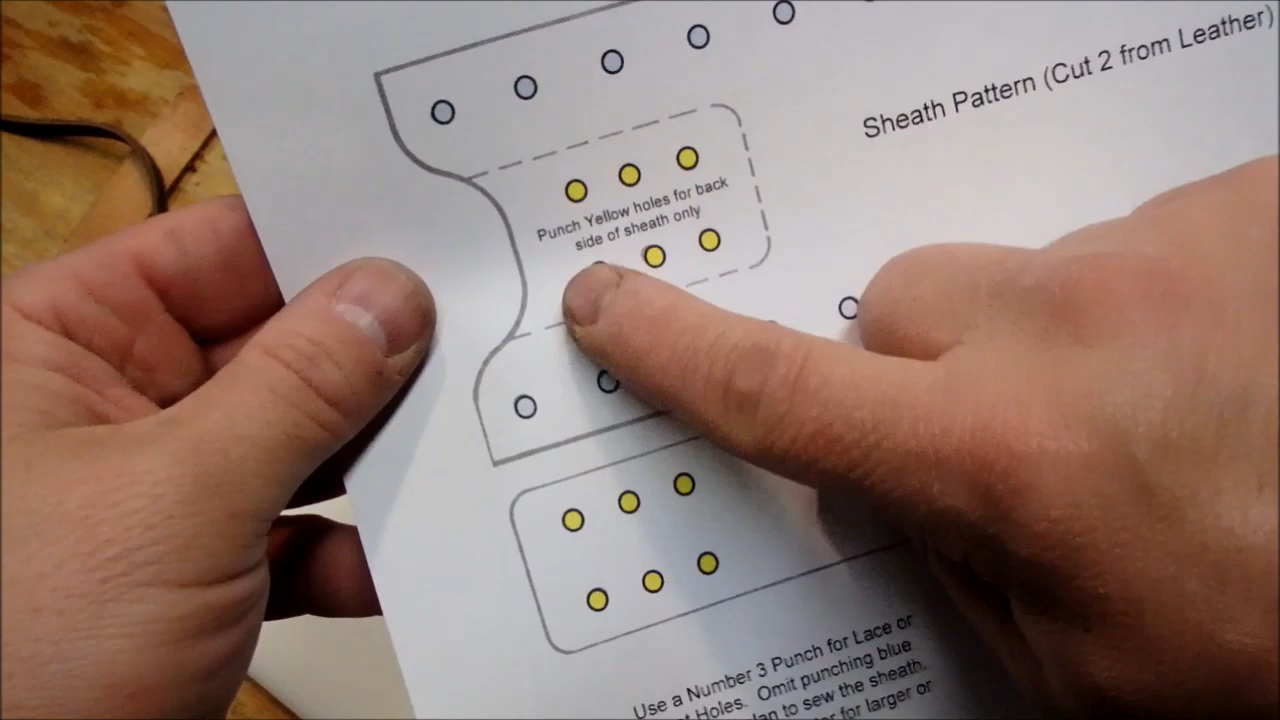 Sheath Pattern (Cut 2 from Leather)
Punch Yellow holes for back
side of sheath only
Use a Number 3 Punch for Lace or
Holes. Omit punching blue
to sew the sheath.
for larger or